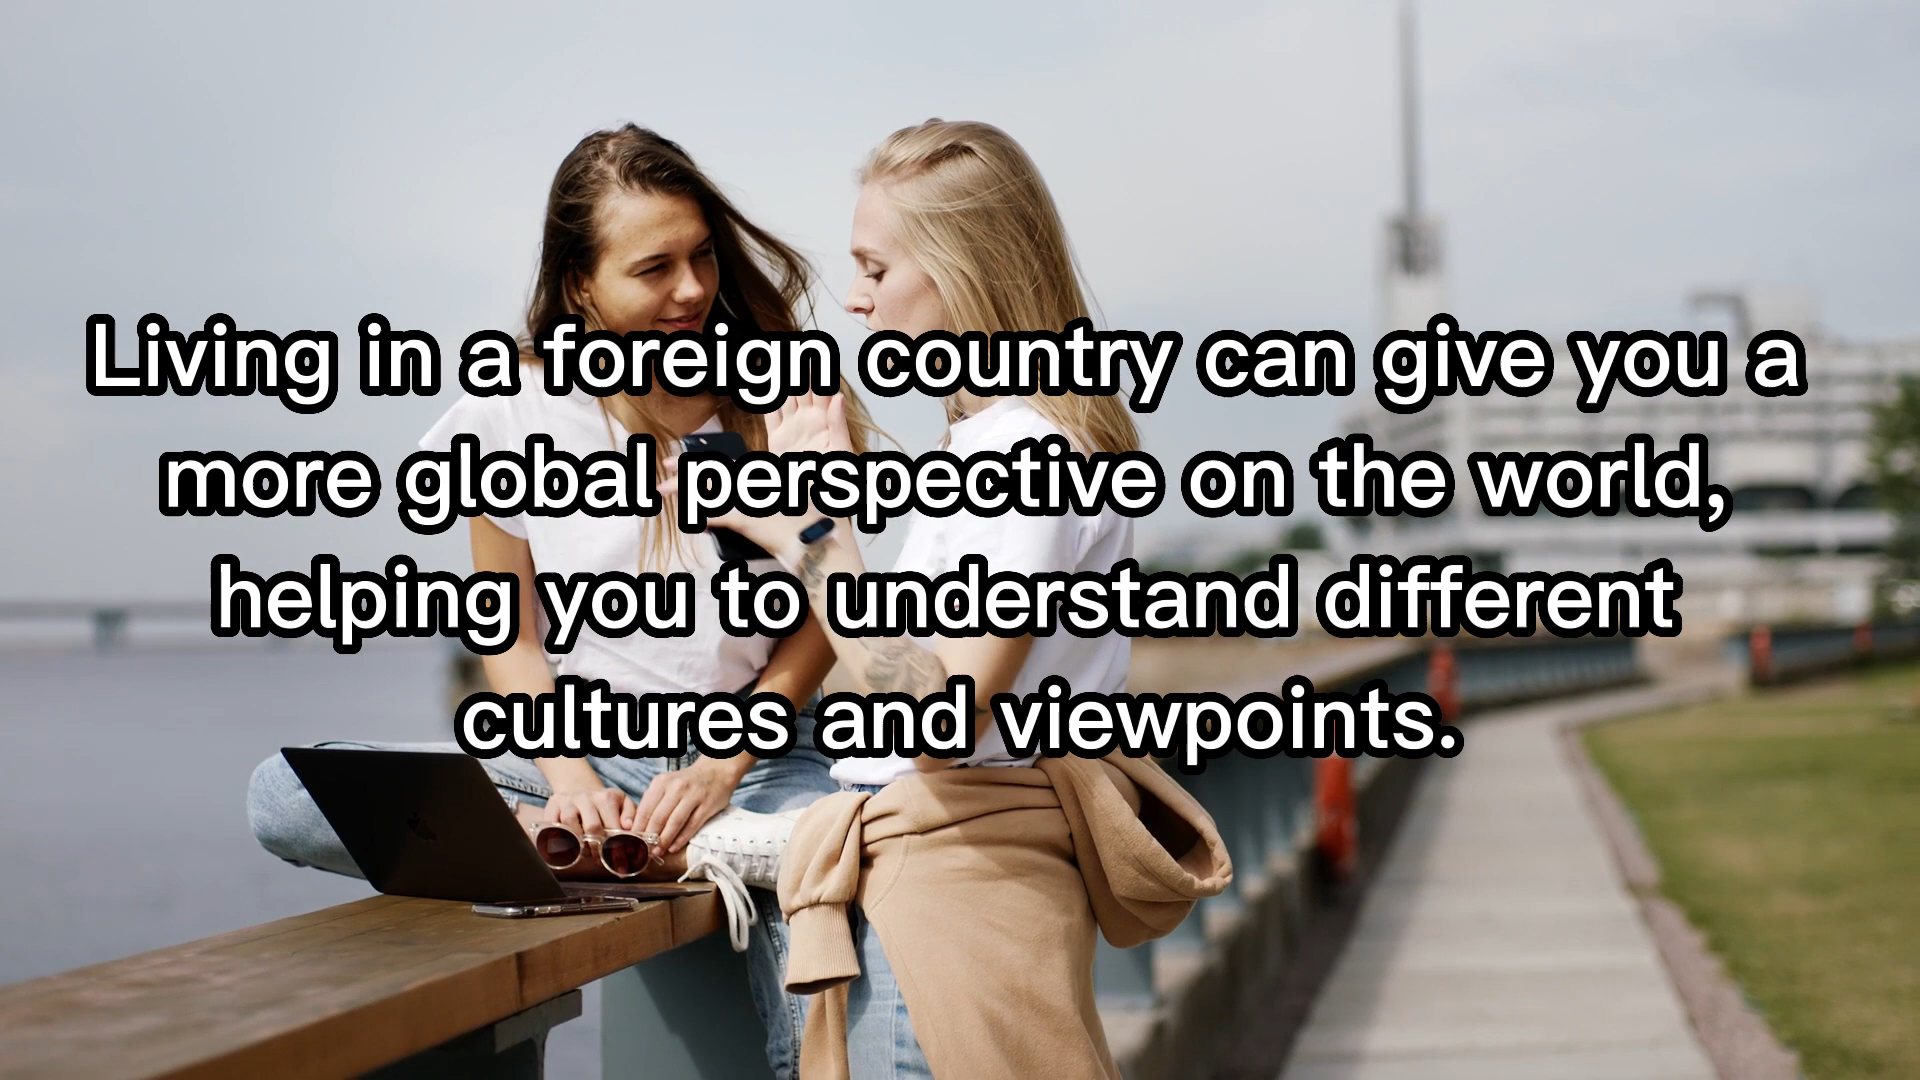 Living in a foreign country can give you a
more global perspective on the world,
helping you to understand different
cultures and viewpoints.